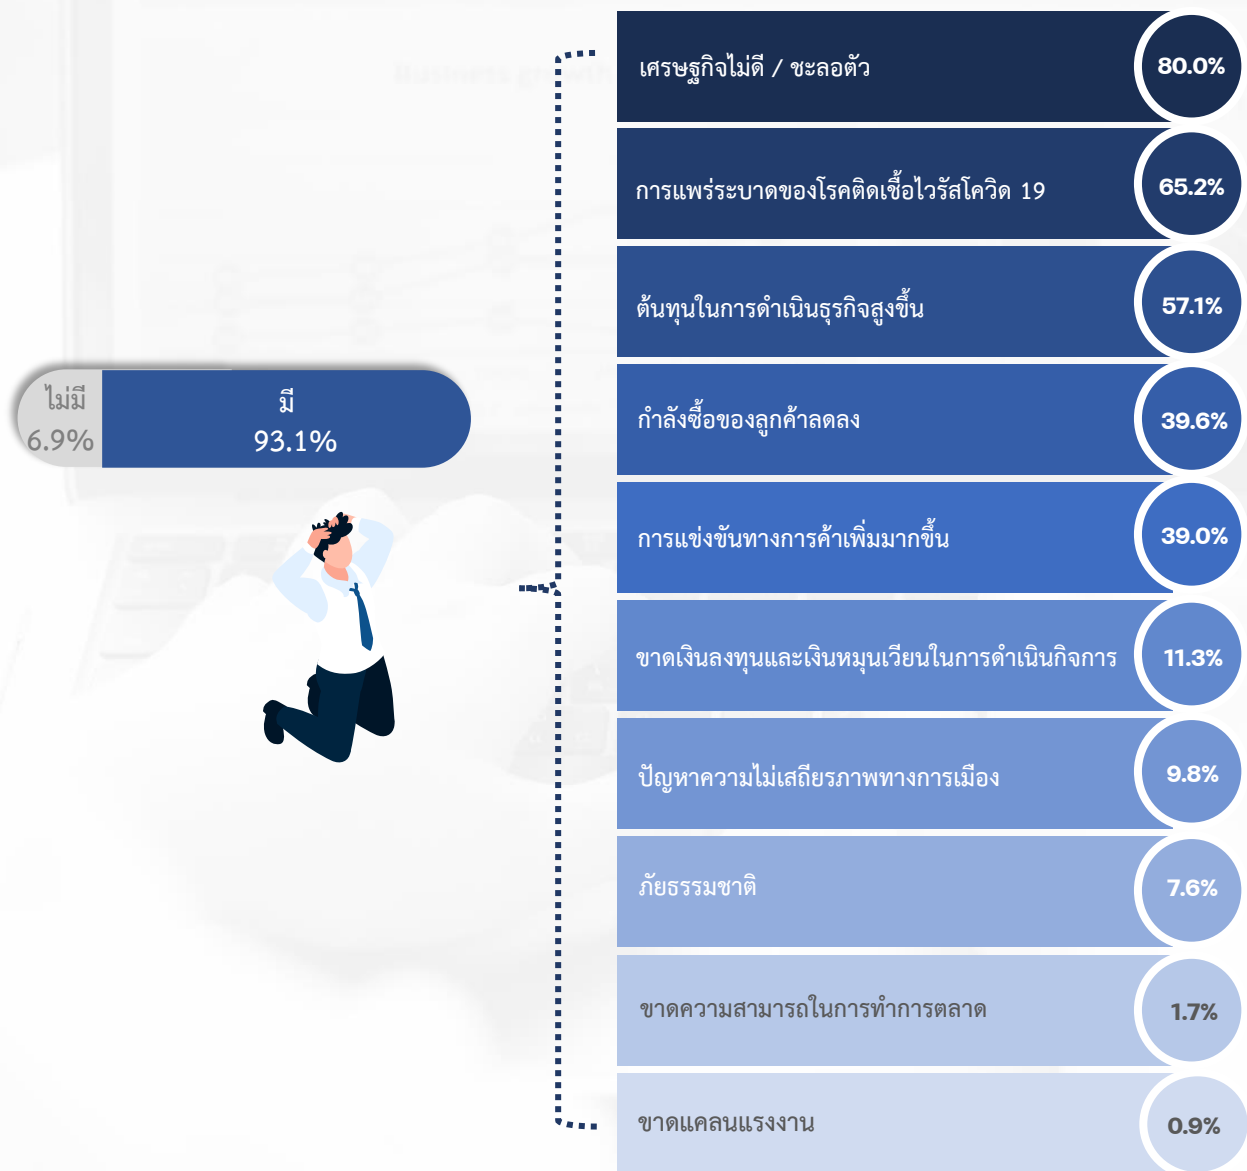 ไม่มี
6.9%
มี
93.1%
เศรษฐกิจไม่ดี / ชะลอตัว
80.0%
การแพร่ระบาดของโรคติดเชื้อไวรัสโควิด 19
65.2%
ต้นทุนในการดำเนินธุรกิจสูงขึ้น
57.1%
กำลังซื้อของลูกค้าลดลง
39.6%
การแข่งขันทางการค้าเพิ่มมากขึ้น
39.0%
ขาดเงินลงทุนและเงินหมุนเวียนในการดำเนินกิจการ
11.3%
ปัญหาความไม่เสถียรภาพทางการเมือง
9.8%
ภัยธรรมชาติ
7.6%
ขาดความสามารถในการทำการตลาด
1.7%
ขาดแคลนแรงงาน
0.9%
Business growth